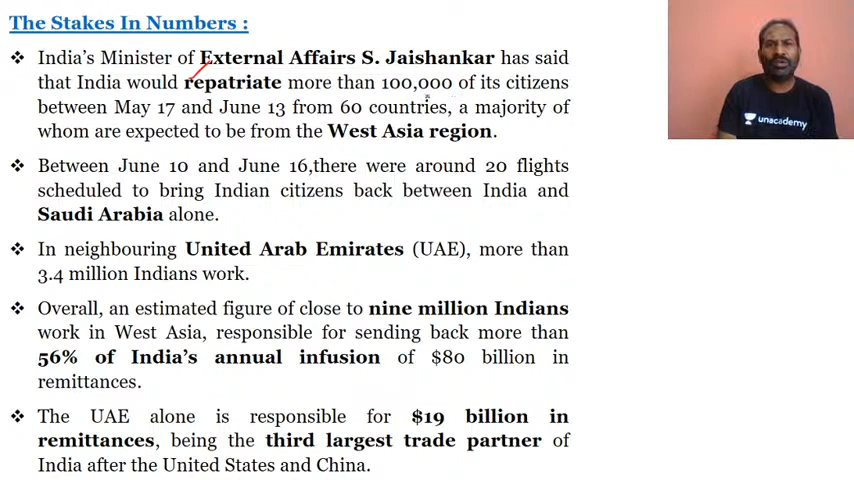 The Stakes In Numbers :
❖ India's Minister of External Affairs S. Jaishankar has said
that India would repatriate more than 100,000 of its citizens
between May 17 and June 13 from 60 countries, a majority of
whom are expected to be from the West Asia region.
❖ Between June 10 and June 16,there were around 20 flights
scheduled to bring Indian citizens back between India and
Saudi Arabia alone.
❖ In neighbouring United Arab Emirates (UAE), more than
3.4 million Indians work.
❖ Overall, an estimated figure of close to nine million Indians
work in West Asia, responsible for sending back more than
56% of India's annual infusion of $80 billion in
remittances.
❖ The UAE alone is responsible for $19 billion in
remittances, being the third largest trade partner of
India after the United States and China.
unacademy